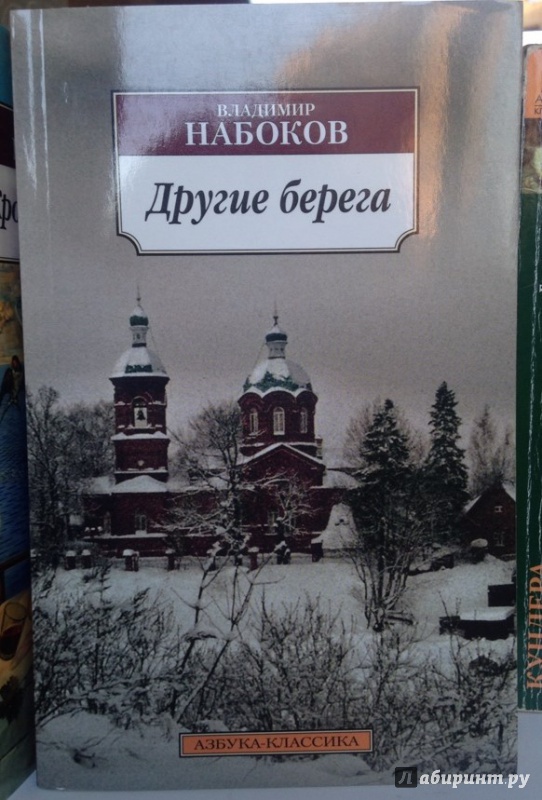 ВЛАДИМИР
НАБОКОВ
Другие берега
АЗБУКА-КЛАССИКА
КУНДЕРА
Лабиринт.ру